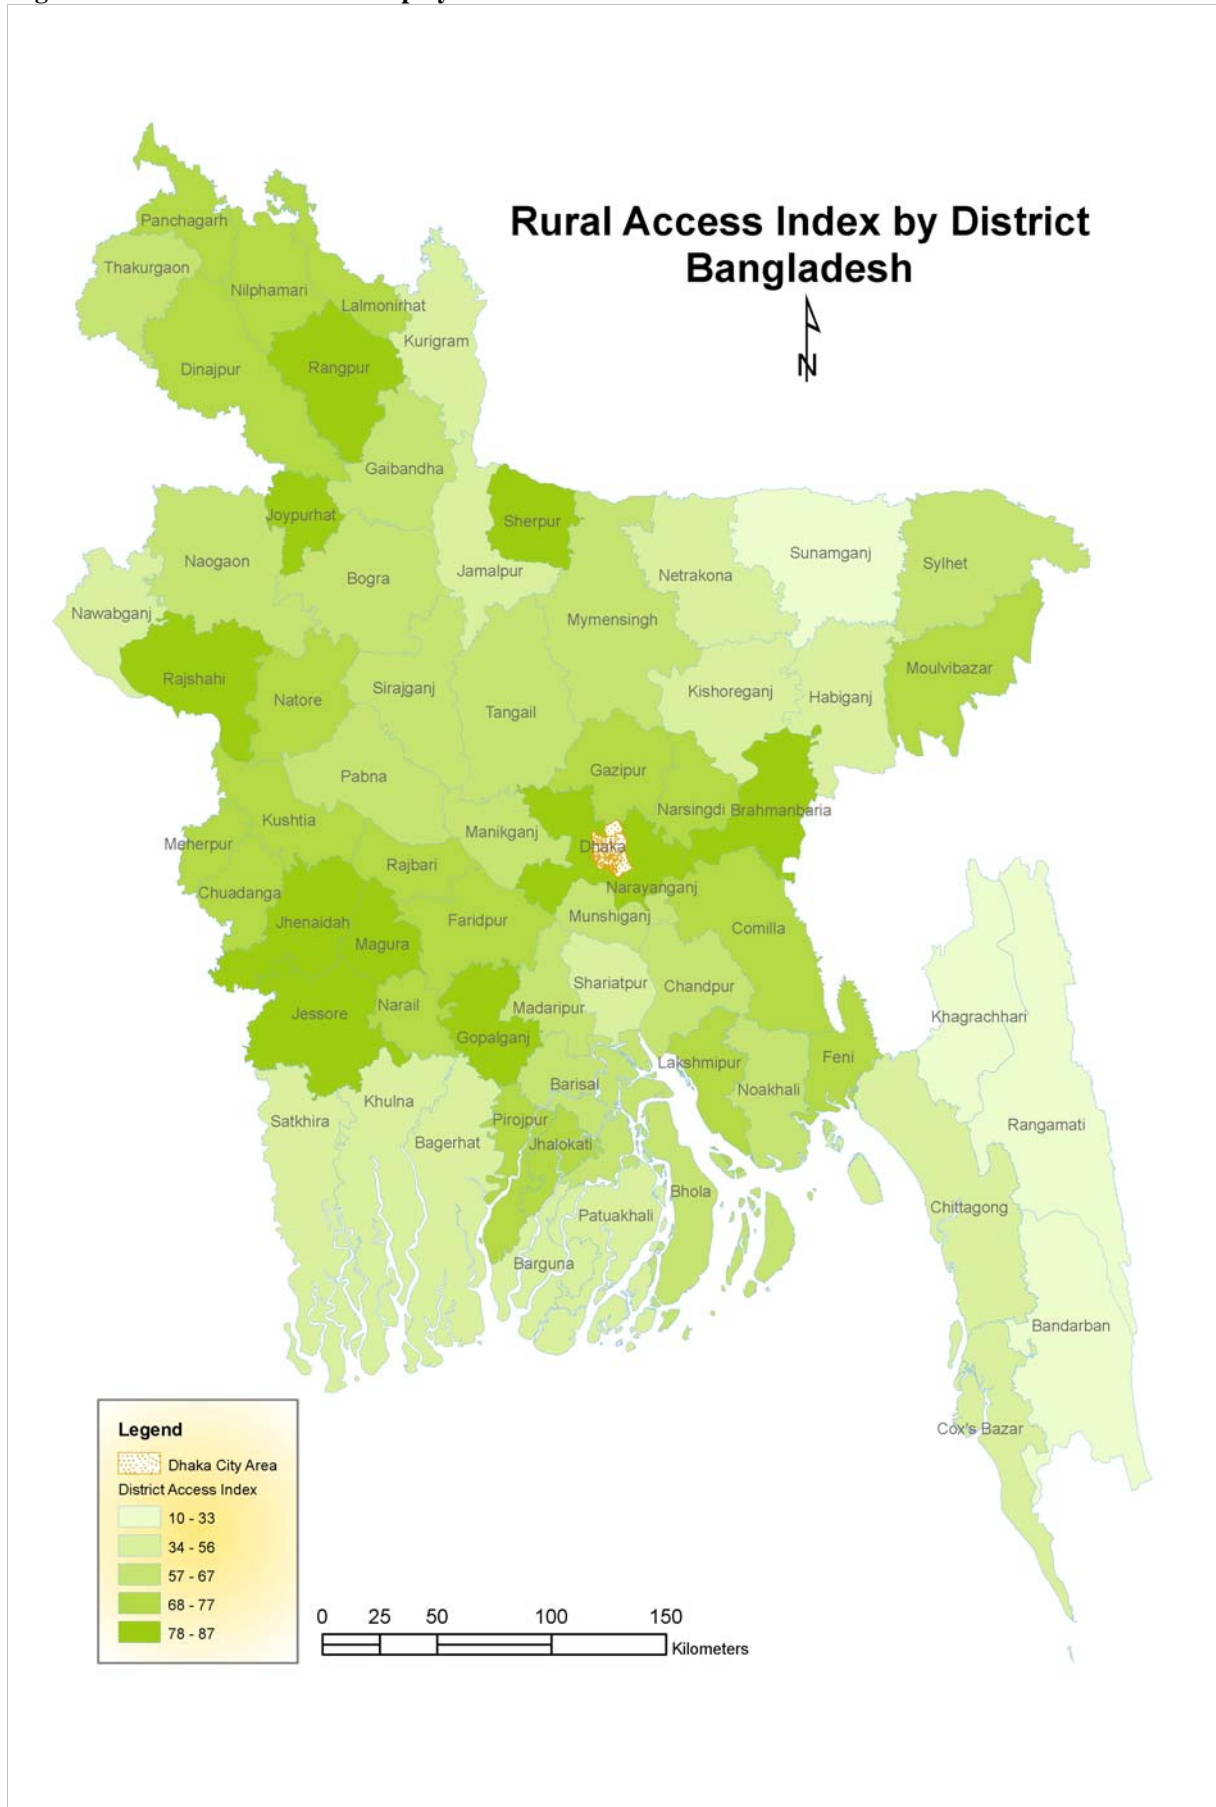 Rural Access Index by District
Bangladesh
N
Panchagarh
Thakurgaon
Nilphamari
Lalmonirhat
Kurigram
Dinajpur
Rangpur
Gaibandha
Joypurhat
Sherpur
Naogaon
Bogra
Jamalpur
Netrakona
Sunamganj
Sylhet
Nawabganj
Mymensingh
Rajshahi
Natore
Sirajganj
Tangail
Kishoreganj
Habiganj
Moulvibazar
Pabna
Gazipur
Narsingdi
Brahmanbaria
Kushtia
Manikganj
Meherpur
Dhaka
Rajbari
Chuadanga
Narayanganj
Jhenaidah
Magura
Faridpur
Munshiganj
Comilla
Shariatpur
Chandpur
Jessore
Narail
Madaripur
Gopalganj
Khagrachhari
Lakshmipur
Feni
Barisal
Noakhali
Khulna
Satkhira
Pirojpur
Bagerhat
Jhalokati
Rangamati
Bhola
Patuakhali
Chittagong
Barguna
Bandarban
Cox's Bazar
Legend
Dhaka City Area
District Access Index
10 - 33
34 - 56
57 - 67
68 - 77
78 - 87
0 25 50 100 150
Kilometers